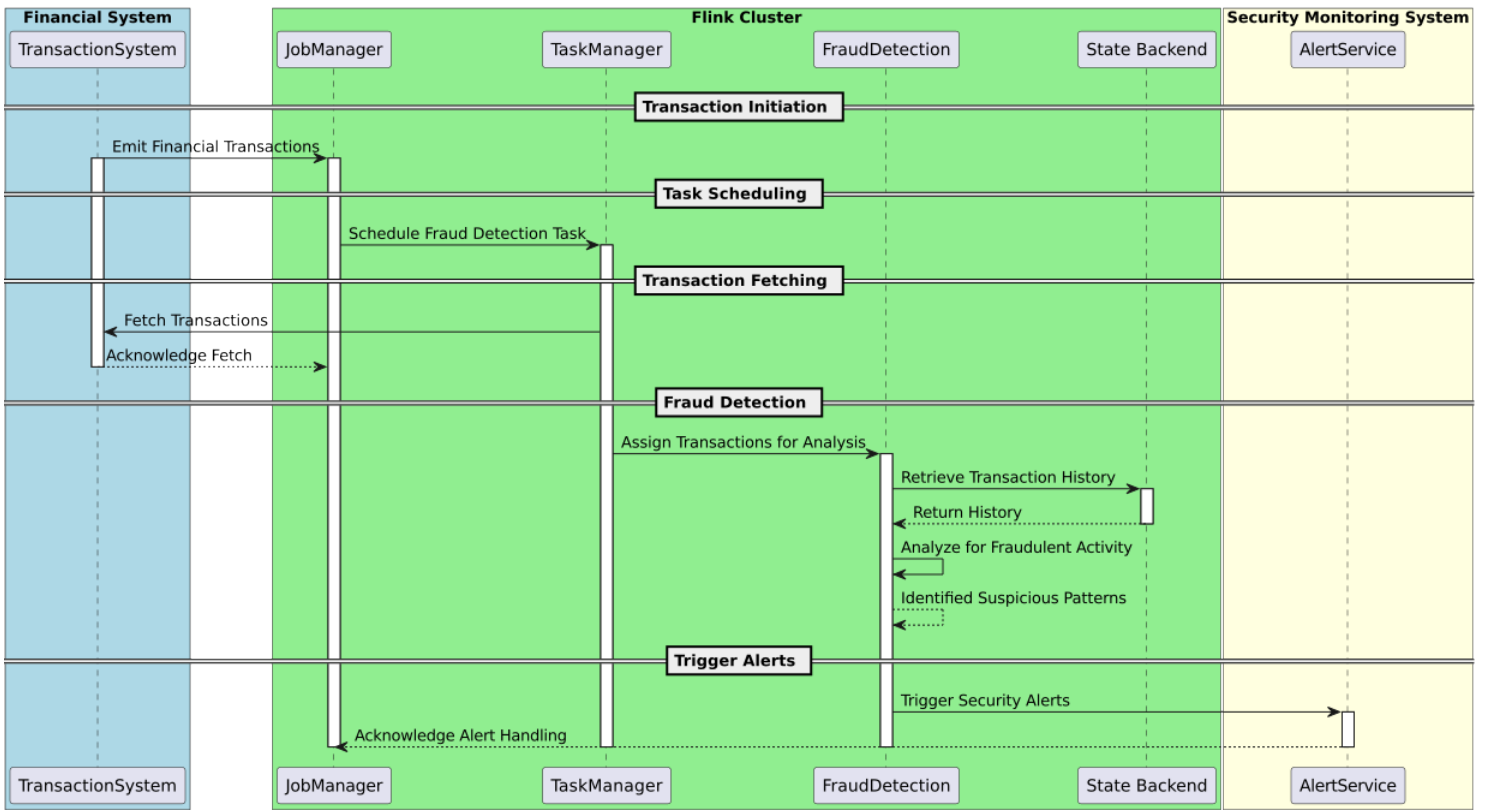 Financial System
Flink Cluster
Security Monitoring System
TransactionSystem
JobManager
TaskManager
FraudDetection
State Backend
AlertService
Transaction Initiation
Emit Financial Transactions
Task Scheduling
Schedule Fraud Detection Task
Transaction Fetching
Fetch Transactions
Acknowledge Fetch
Fraud Detection
Assign Transactions for Analysis
Retrieve Transaction History
Return History
Analyze for Fraudulent Activity
Identified Suspicious Patterns
Trigger Alerts
Trigger Security Alerts
Acknowledge Alert Handling
TransactionSystem
JobManager
TaskManager
FraudDetection
State Backend
AlertService